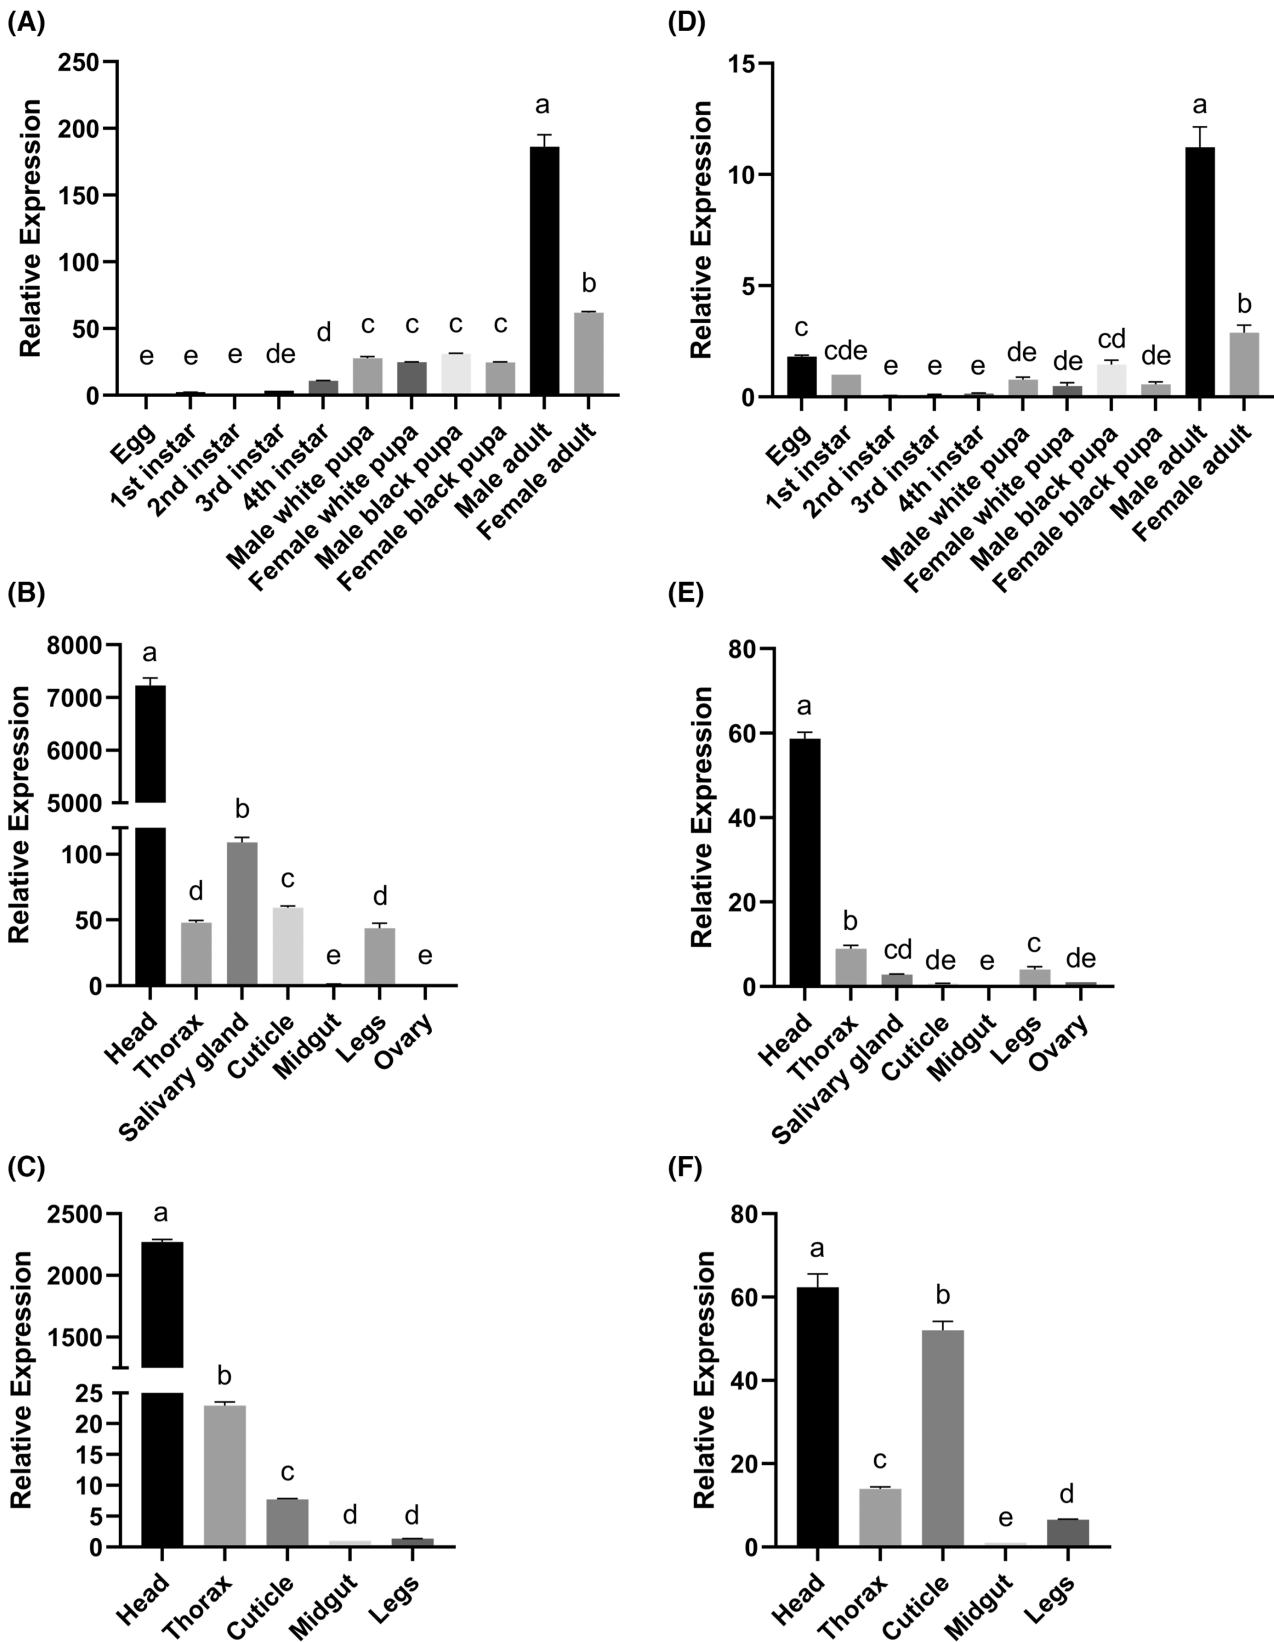 (A)
Relative Expression
250
200
150
100
50
0
e
e
e
de
d
c
c
c
c
a
b
Egg
1st instar
2nd instar
3rd instar
4th instar
Male white pupa
Female white pupa
Male black pupa
Female black pupa
Male adult
Female adult
(D)
Relative Expression
15
10
5
0
c
cde
e
e
e
de
de
cd
de
a
b
Egg
1st instar
2nd instar
3rd instar
4th instar
Male white pupa
Female white pupa
Male black pupa
Female black pupa
Male adult
Female adult
(B)
Relative Expression
8000
7000
6000
5000
100
50
0
a
d
b
c
e
d
e
Head
Thorax
Salivary gland
Cuticle
Midgut
Legs
Ovary
(E)
Relative Expression
80
60
40
20
0
a
b
cd
de
e
c
de
Head
Thorax
Salivary gland
Cuticle
Midgut
Legs
Ovary
(C)
Relative Expression
2500
2000
1500
25
20
15
10
5
0
a
b
c
d
d
Head
Thorax
Cuticle
Midgut
Legs
(F)
Relative Expression
80
60
40
20
0
a
c
b
e
d
Head
Thorax
Cuticle
Midgut
Legs